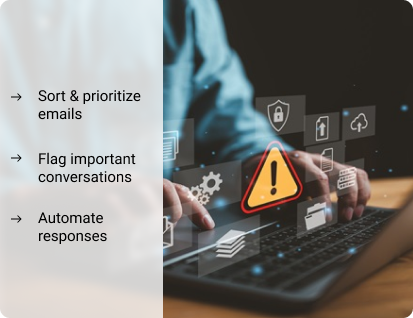 → Sort & prioritize
emails
→ Flag important
conversations
→ Automate
responses